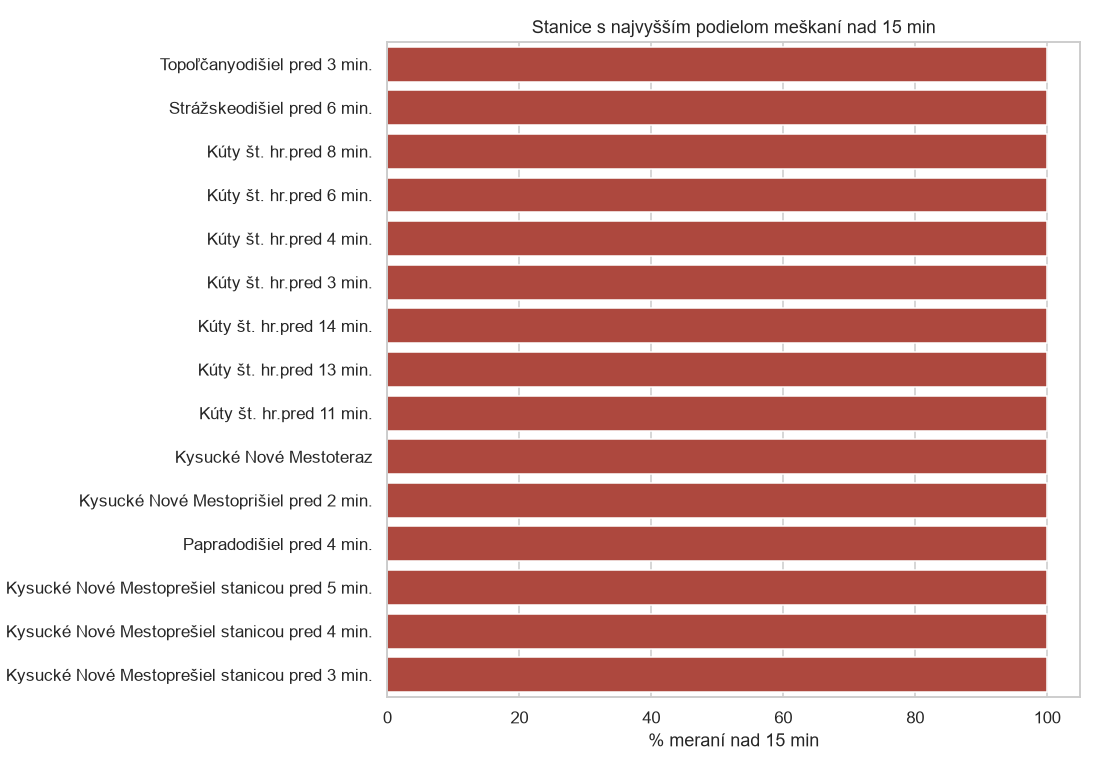 Stanice s najvyšším podielom meškaní nad 15 min
Topoľčanyodišiel pred 3 min.
Strážskeodišiel pred 6 min.
Kúty št. hr.pred 8 min.
Kúty št. hr.pred 6 min.
Kúty št. hr.pred 4 min.
Kúty št. hr.pred 3 min.
Kúty št. hr.pred 14 min.
Kúty št. hr.pred 13 min.
Kúty št. hr.pred 11 min.
Kysucké Nové Mestoteraz
Kysucké Nové Mestoprišiel pred 2 min.
Papradodišiel pred 4 min.
Kysucké Nové Mestoprešiel stanicou pred 5 min.
Kysucké Nové Mestoprešiel stanicou pred 4 min.
Kysucké Nové Mestoprešiel stanicou pred 3 min.
0 20 40 60 80 100
% meraní nad 15 min